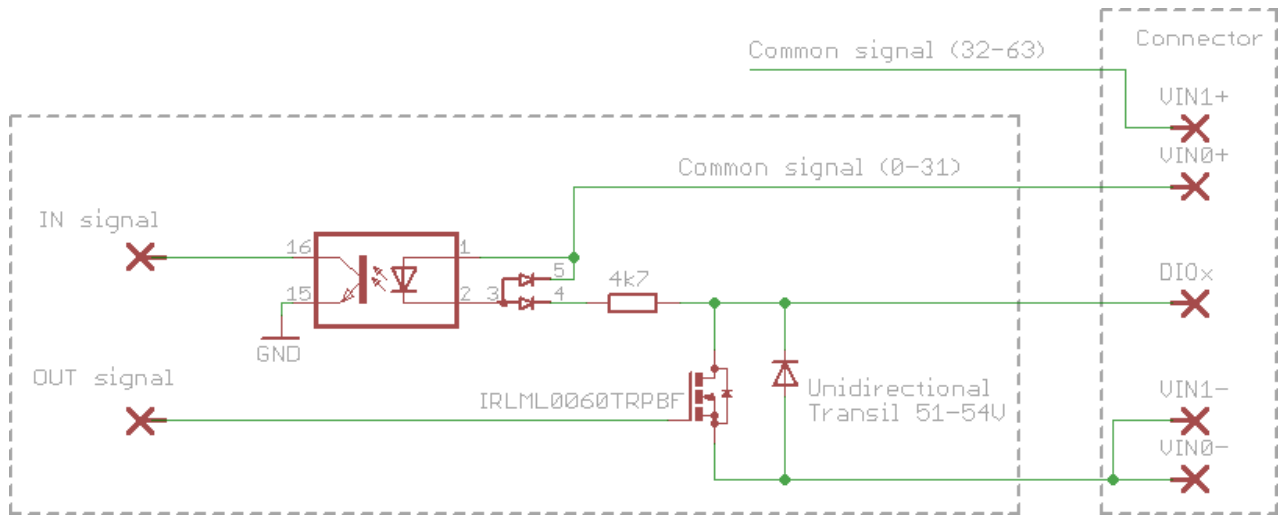 Common signal (32-63)
Connector
VIN1+
Common signal (0-31)
VIN0+
IN signal
16
1
5
4k7
DIOx
15
2
3
4
GND
OUT signal
IRLML0060TRPBF
Unidirectional
Transil 51-54V
VIN1-
VIN0-